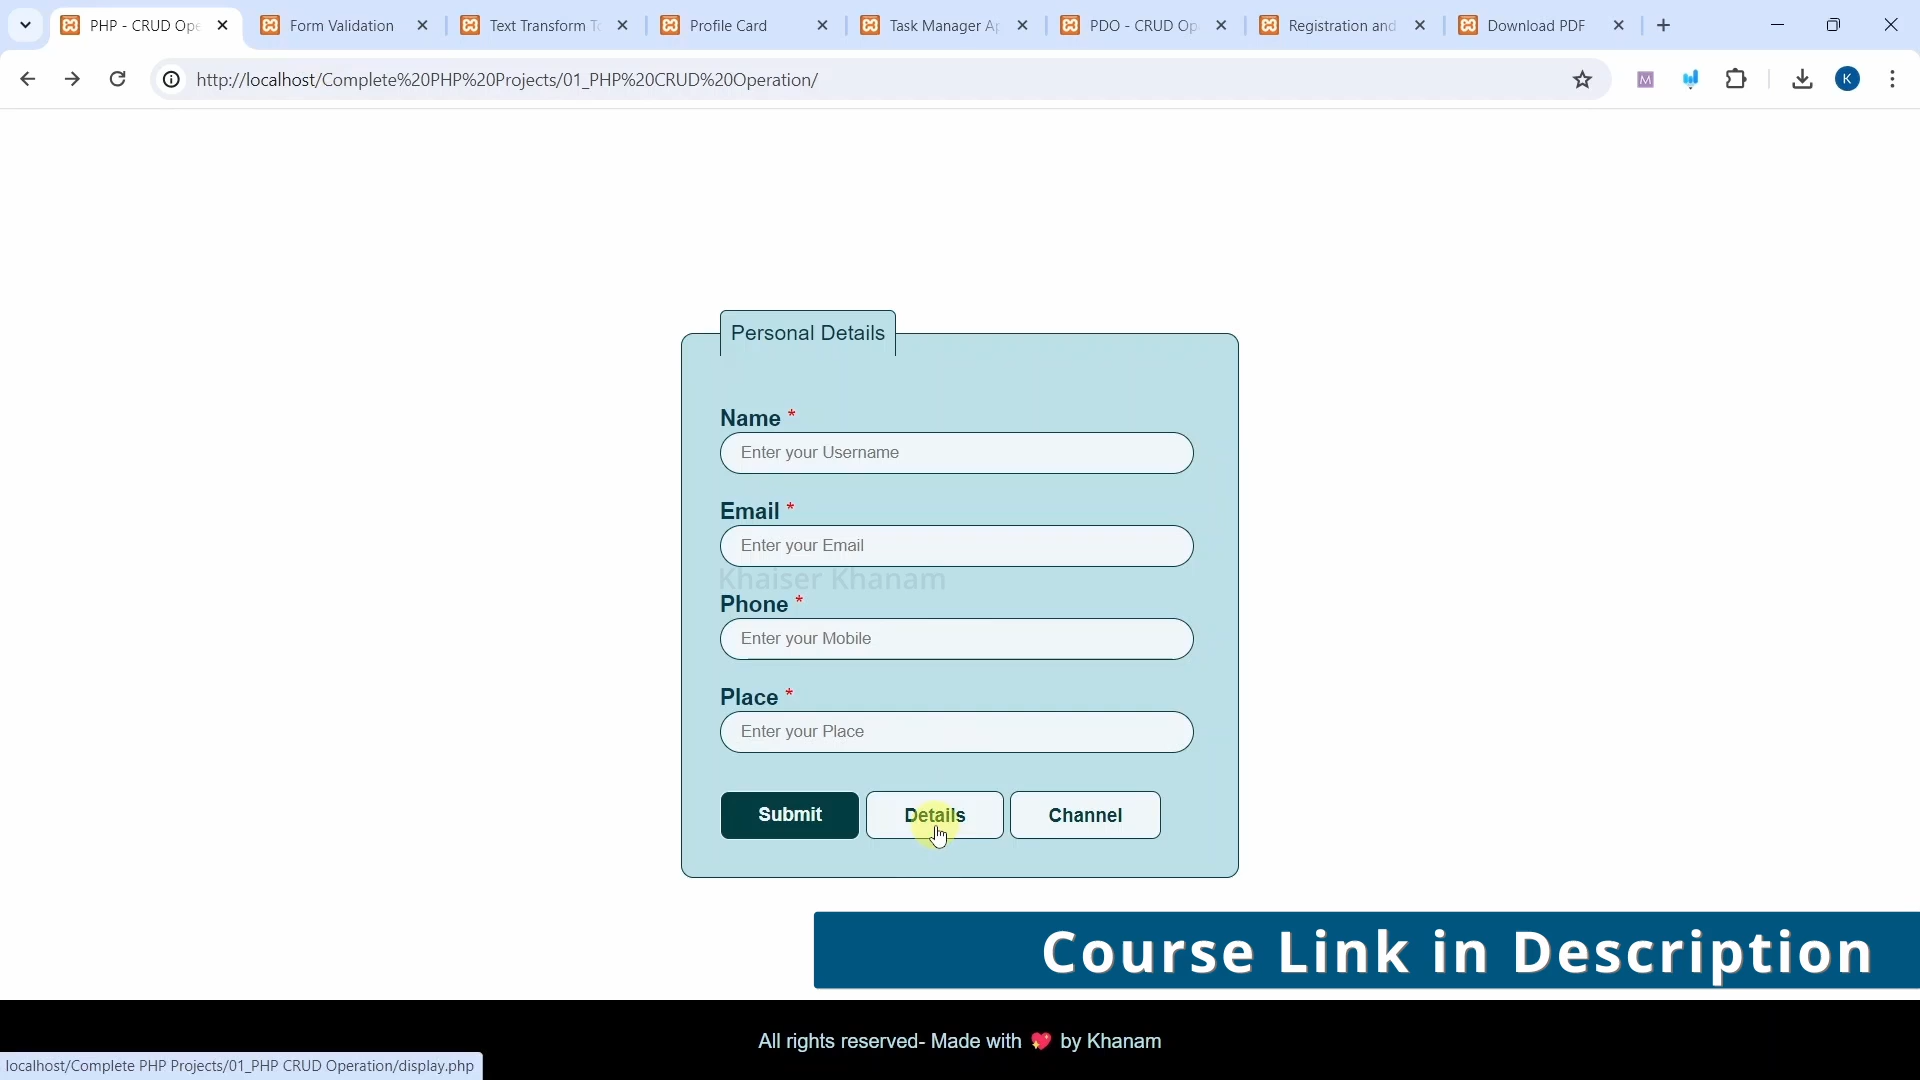 PHP - CRUD Ope
Form Validation
Text Transform To
Profile Card
Task Manager Ap
PDO - CRUD Op
Registration and
Download PDF
http://localhost/Complete%20PHP%20Projects/01_PHP%20CRUD%20Operation/
M
K
Personal Details
Name *
Enter your Username
Email *
Enter your Email
Khaiser Khanam
Phone *
Enter your Mobile
Place *
Enter your Place
Submit
Details
Channel
Course Link in Description
All rights reserved- Made with 💖 by Khanam
localhost/Complete PHP Projects/01_PHP CRUD Operation/display.php